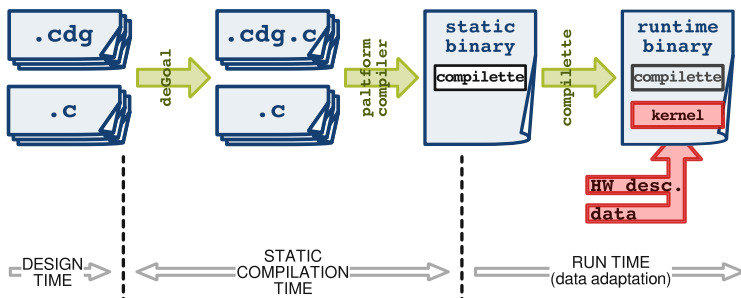 .cdg
.c
deGoal
.cdg.c
.c
paltform
compiler
static
binary
compilette
compilette
runtime
binary
compilette
kernel
HW desc.
data
DESIGN
TIME
STATIC
COMPILATION
TIME
RUN TIME
(data adaptation)